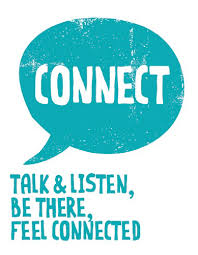 CONNECT
TALK & LISTEN,
BE THERE,
FEEL CONNECTED